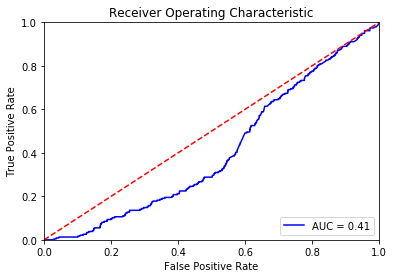 Receiver Operating Characteristic
True Positive Rate
1.0
0.8
0.6
0.4
0.2
0.0
AUC = 0.41
0.0 0.2 0.4 0.6 0.8 1.0
False Positive Rate